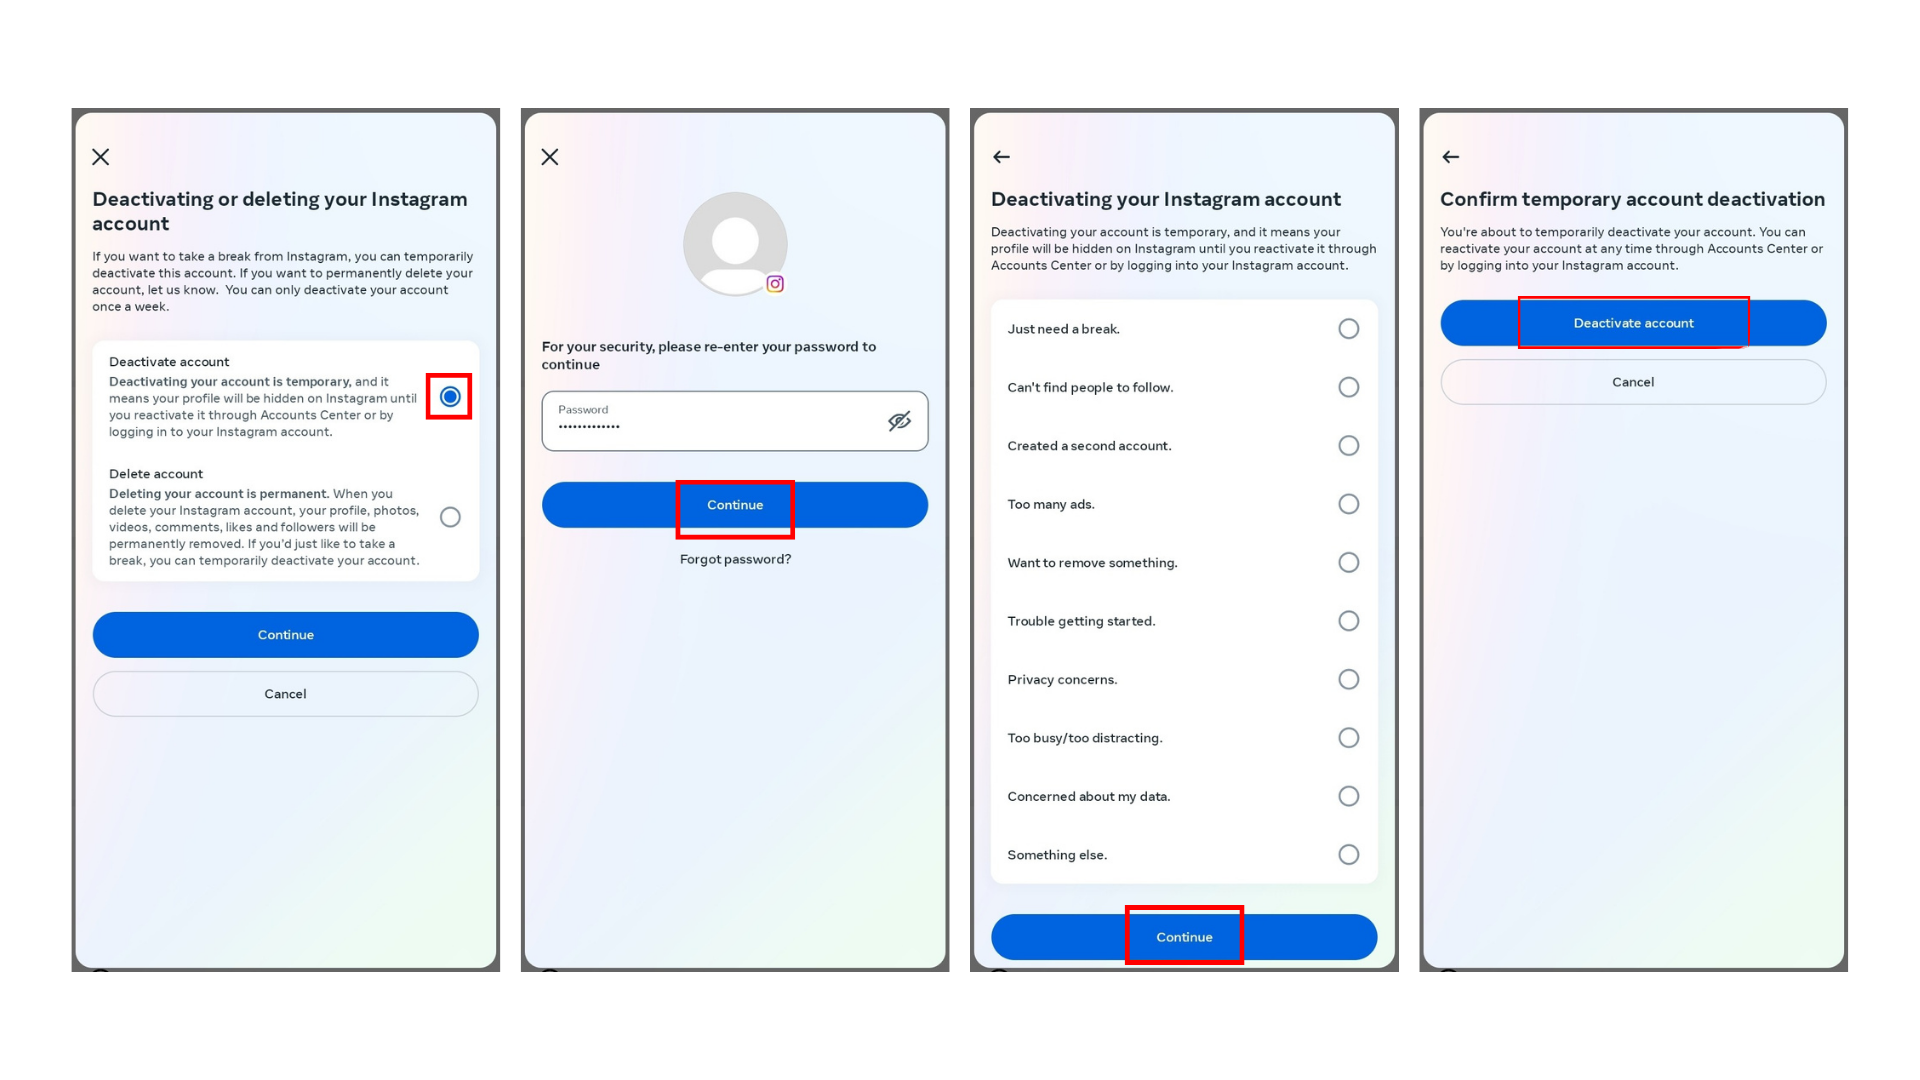 Deactivating or deleting your Instagram
account
If you want to take a break from Instagram, you can temporarily
deactivate this account. If you want to permanently delete your
account, let us know.  You can only deactivate your account
once a week.
Deactivate account
Deactivating your account is temporary, and it
means your profile will be hidden on Instagram until
you reactivate it through Accounts Center or by
logging in to your Instagram account.
Delete account
Deleting your account is permanent. When you
delete your Instagram account, your profile, photos,
videos, comments, likes and followers will be
permanently removed. If you'd just like to take a
break, you can temporarily deactivate your account.
Continue
Cancel
For your security, please re-enter your password to
continue
Password
•••••••••••••
Continue
Forgot password?
Deactivating your Instagram account
Deactivating your account is temporary, and it means your
profile will be hidden on Instagram until you reactivate it through
Accounts Center or by logging into your Instagram account.
Just need a break.
Can't find people to follow.
Created a second account.
Too many ads.
Want to remove something.
Trouble getting started.
Privacy concerns.
Too busy/too distracting.
Concerned about my data.
Something else.
Continue
Confirm temporary account deactivation
You're about to temporarily deactivate your account. You can
reactivate your account at any time through Accounts Center or
by logging into your Instagram account.
Deactivate account
Cancel